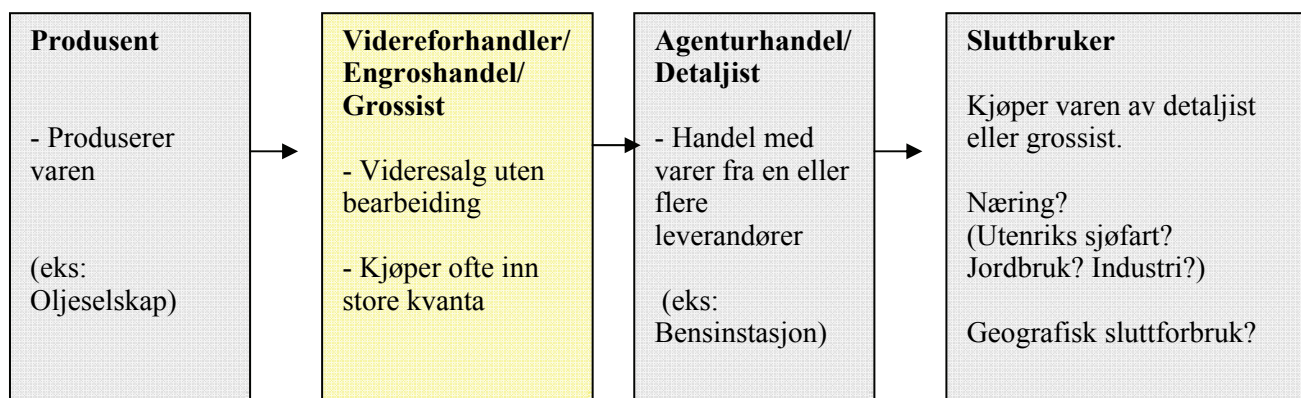 Produsent
- Produserer
varen
(eks:
Oljeselskap)
Videreforhandler/
Engroshandel/
Grossist
- Videresalg uten
bearbeiding
- Kjøper ofte inn
store kvanta
Agenturhandel/
Detaljist
- Handel med
varer fra en eller
flere
leverandører
(eks:
Bensinstasjon)
Sluttbruker
Kjøper varen av detaljist
eller grossist.
Næring?
(Utenriks sjøfart?
Jordbruk? Industri?)
Geografisk sluttforbruk?